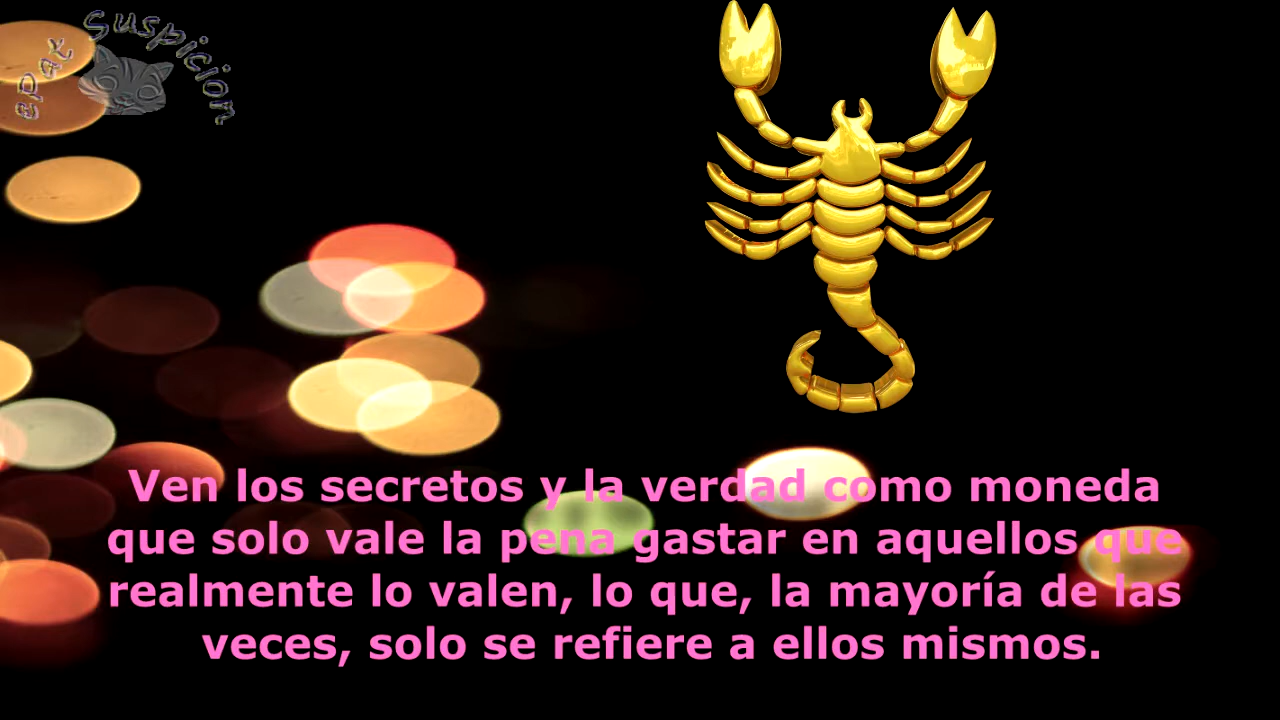 epat Suspicion
Ven los secretos y la verdad como moneda
que solo vale la pena gastar en aquellos que
realmente lo valen, lo que, la mayoría de las
veces, solo se refiere a ellos mismos.